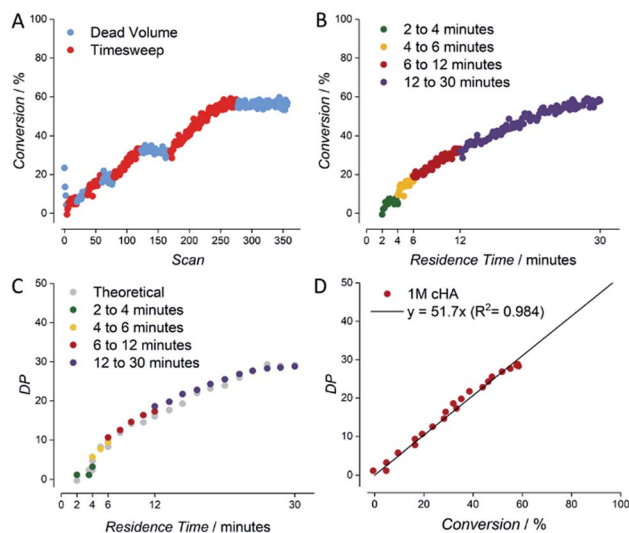 A
Dead Volume
Timesweep
Conversion / %
100
80
60
40
20
0
0 50 100 150 200 250 300 350
Scan
B
2 to 4 minutes
4 to 6 minutes
6 to 12 minutes
12 to 30 minutes
Conversion / %
100
80
60
40
20
0
0 2 4 6 12 30
Residence Time / minutes
C
Theoretical
2 to 4 minutes
4 to 6 minutes
6 to 12 minutes
12 to 30 minutes
DP
50
40
30
20
10
0
0 2 4 6 12 30
Residence Time / minutes
D
1M cHA
y = 51.7x (R²= 0.984)
DP
50
40
30
20
10
0
0 20 40 60 80 100
Conversion / %